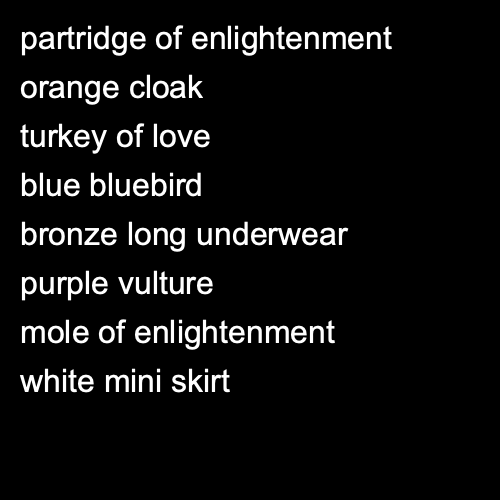 partridge of enlightenment
orange cloak
turkey of love
blue bluebird
bronze long underwear
purple vulture
mole of enlightenment
white mini skirt